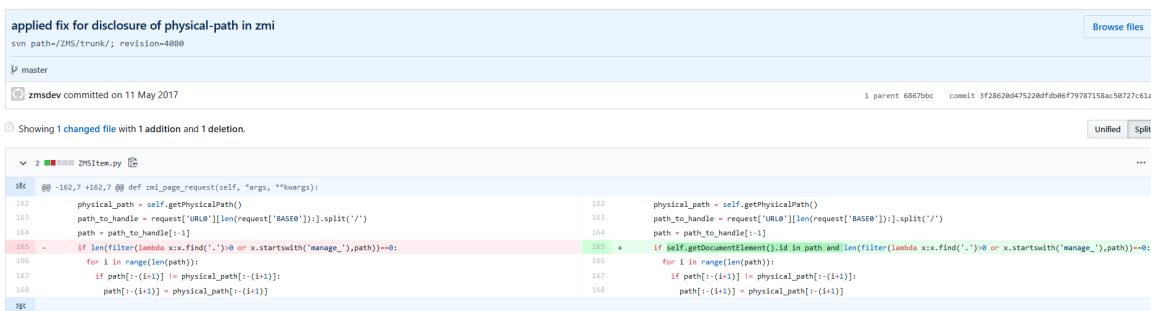 applied fix for disclosure of physical-path in zmi
Browse files
svn path=/ZMS/trunk/; revision=4080
master
zmsdev committed on 11 May 2017
1 parent 6867bbc commit 3f28620d475220dfdb06f79787158ac50727c61a
Showing 1 changed file with 1 addition and 1 deletion.
Unified Split
2 ZMSItem.py
@@ -162,7 +162,7 @@ def zmi_page_request(self, *args, **kwargs):
162 physical_path = self.getPhysicalPath()
163 path_to_handle = request['URL0'][len(request['BASE0']):].split('/')
164 path = path_to_handle[:-1]
165 - if len(filter(lambda x:x.find('.')>0 or x.startswith('manage_'),path))==0:
166 for i in range(len(path)):
167 if path[:-(i+1)] != physical_path[:-(i+1)]:
168 path[:-(i+1)] = physical_path[:-(i+1)]
162 physical_path = self.getPhysicalPath()
163 path_to_handle = request['URL0'][len(request['BASE0']):].split('/')
164 path = path_to_handle[:-1]
165 + if self.getDocumentElement().id in path and len(filter(lambda x:x.find('.')>0 or x.startswith('manage_'),path))==0:
166 for i in range(len(path)):
167 if path[:-(i+1)] != physical_path[:-(i+1)]:
168 path[:-(i+1)] = physical_path[:-(i+1)]